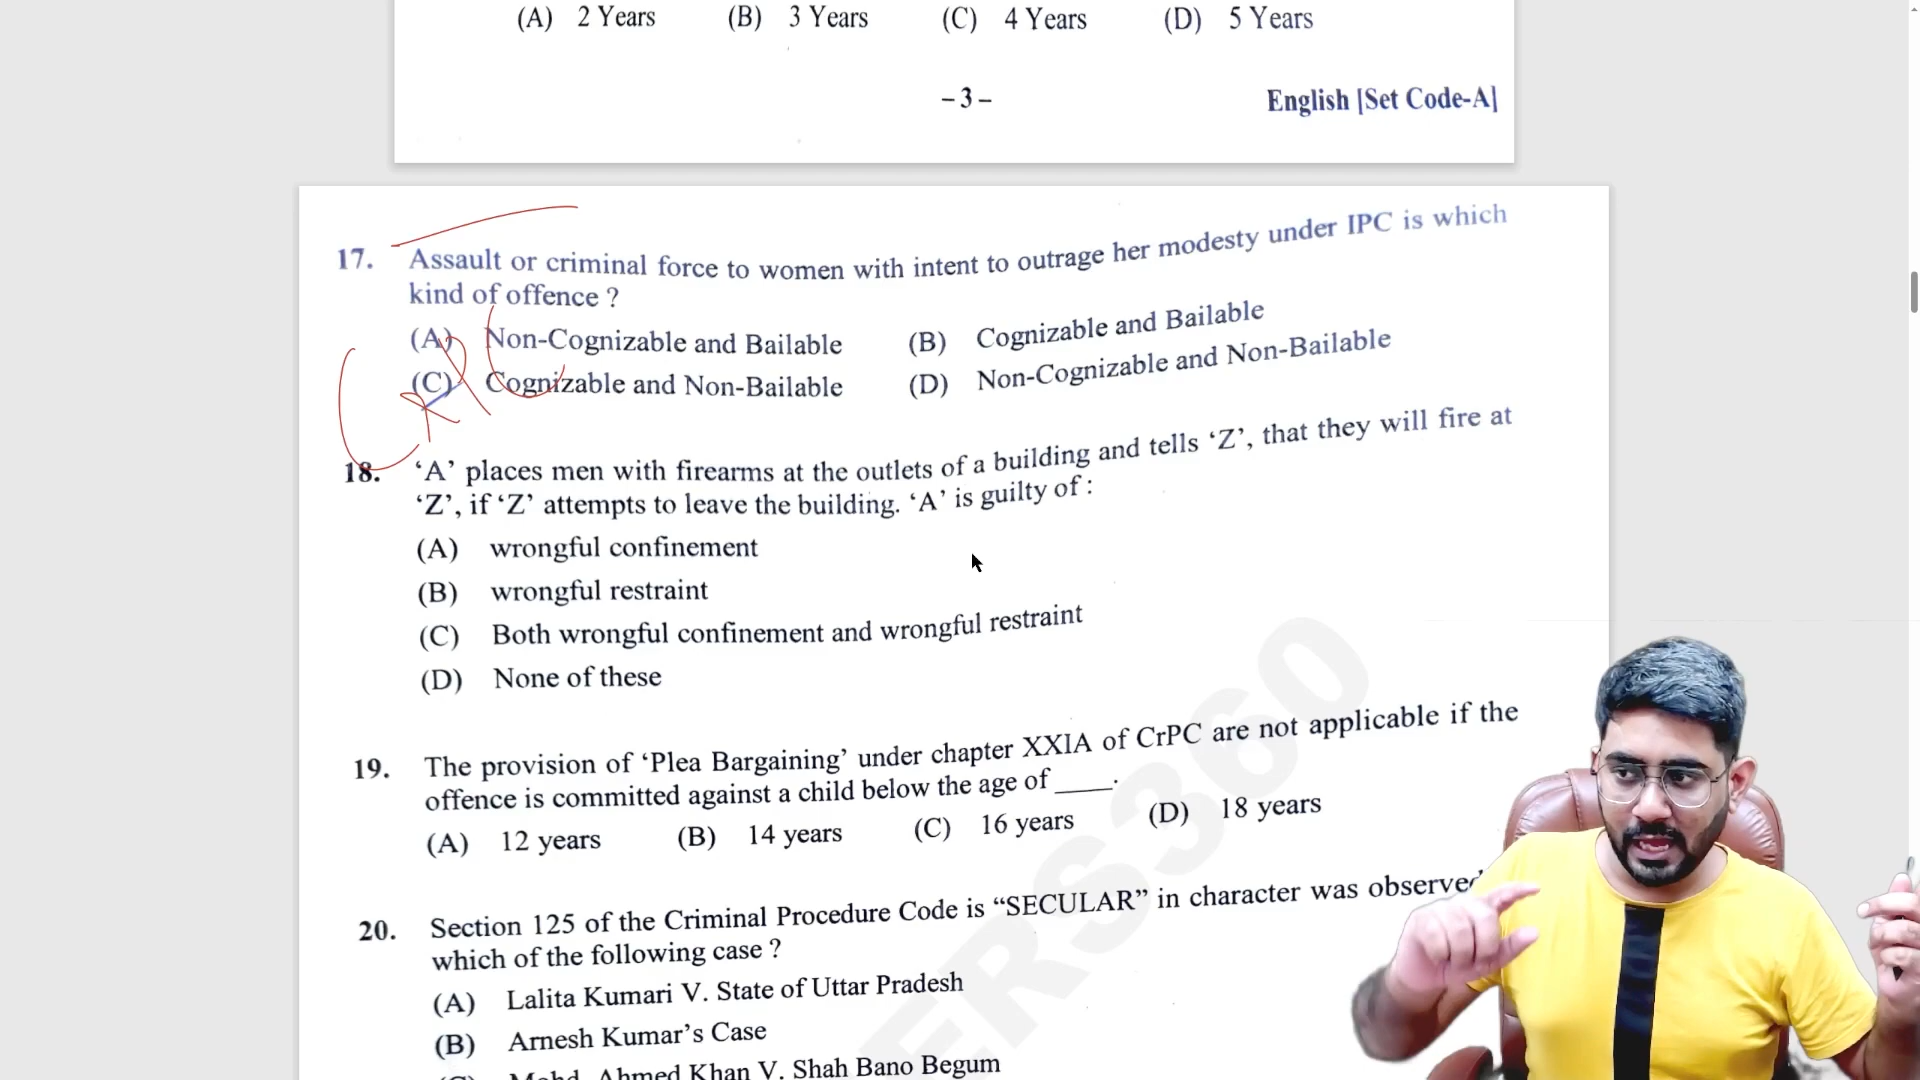 (A) 2 Years (B) 3 Years (C) 4 Years (D) 5 Years
– 3 –
English [Set Code-A]
17. Assault or criminal force to women with intent to outrage her modesty under IPC is which
kind of offence ?
(A) Non-Cognizable and Bailable (B) Cognizable and Bailable
(C) Cognizable and Non-Bailable (D) Non-Cognizable and Non-Bailable
CRPC
18. ‘A’ places men with firearms at the outlets of a building and tells ‘Z’, that they will fire at
‘Z’, if ‘Z’ attempts to leave the building. ‘A’ is guilty of :
(A) wrongful confinement
(B) wrongful restraint
(C) Both wrongful confinement and wrongful restraint
(D) None of these
19. The provision of ‘Plea Bargaining’ under chapter XXIA of CrPC are not applicable if the
offence is committed against a child below the age of ____.
(A) 12 years (B) 14 years (C) 16 years (D) 18 years
20. Section 125 of the Criminal Procedure Code is “SECULAR” in character was observed
which of the following case ?
(A) Lalita Kumari V. State of Uttar Pradesh
(B) Arnesh Kumar’s Case
Mohd. Ahmed Khan V. Shah Bano Begum
ERS360